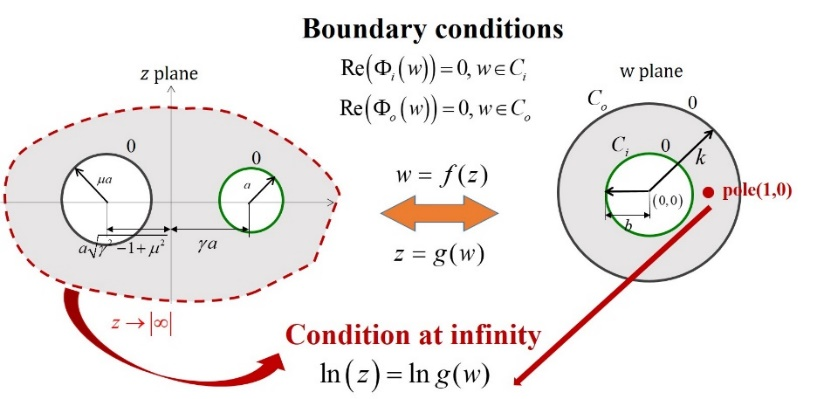 Boundary conditions
Re(Φᵢ(w))=0, w∈Cᵢ
Re(Φₒ(w))=0, w∈Cₒ
z plane
0
μa
0
a
a√γ²−1+μ²
γa
z→|∞|
w = f(z)
z = g(w)
w plane
Cₒ
0
Cᵢ
0
k
(0,0)
b
pole(1,0)
Condition at infinity
ln(z)=ln g(w)